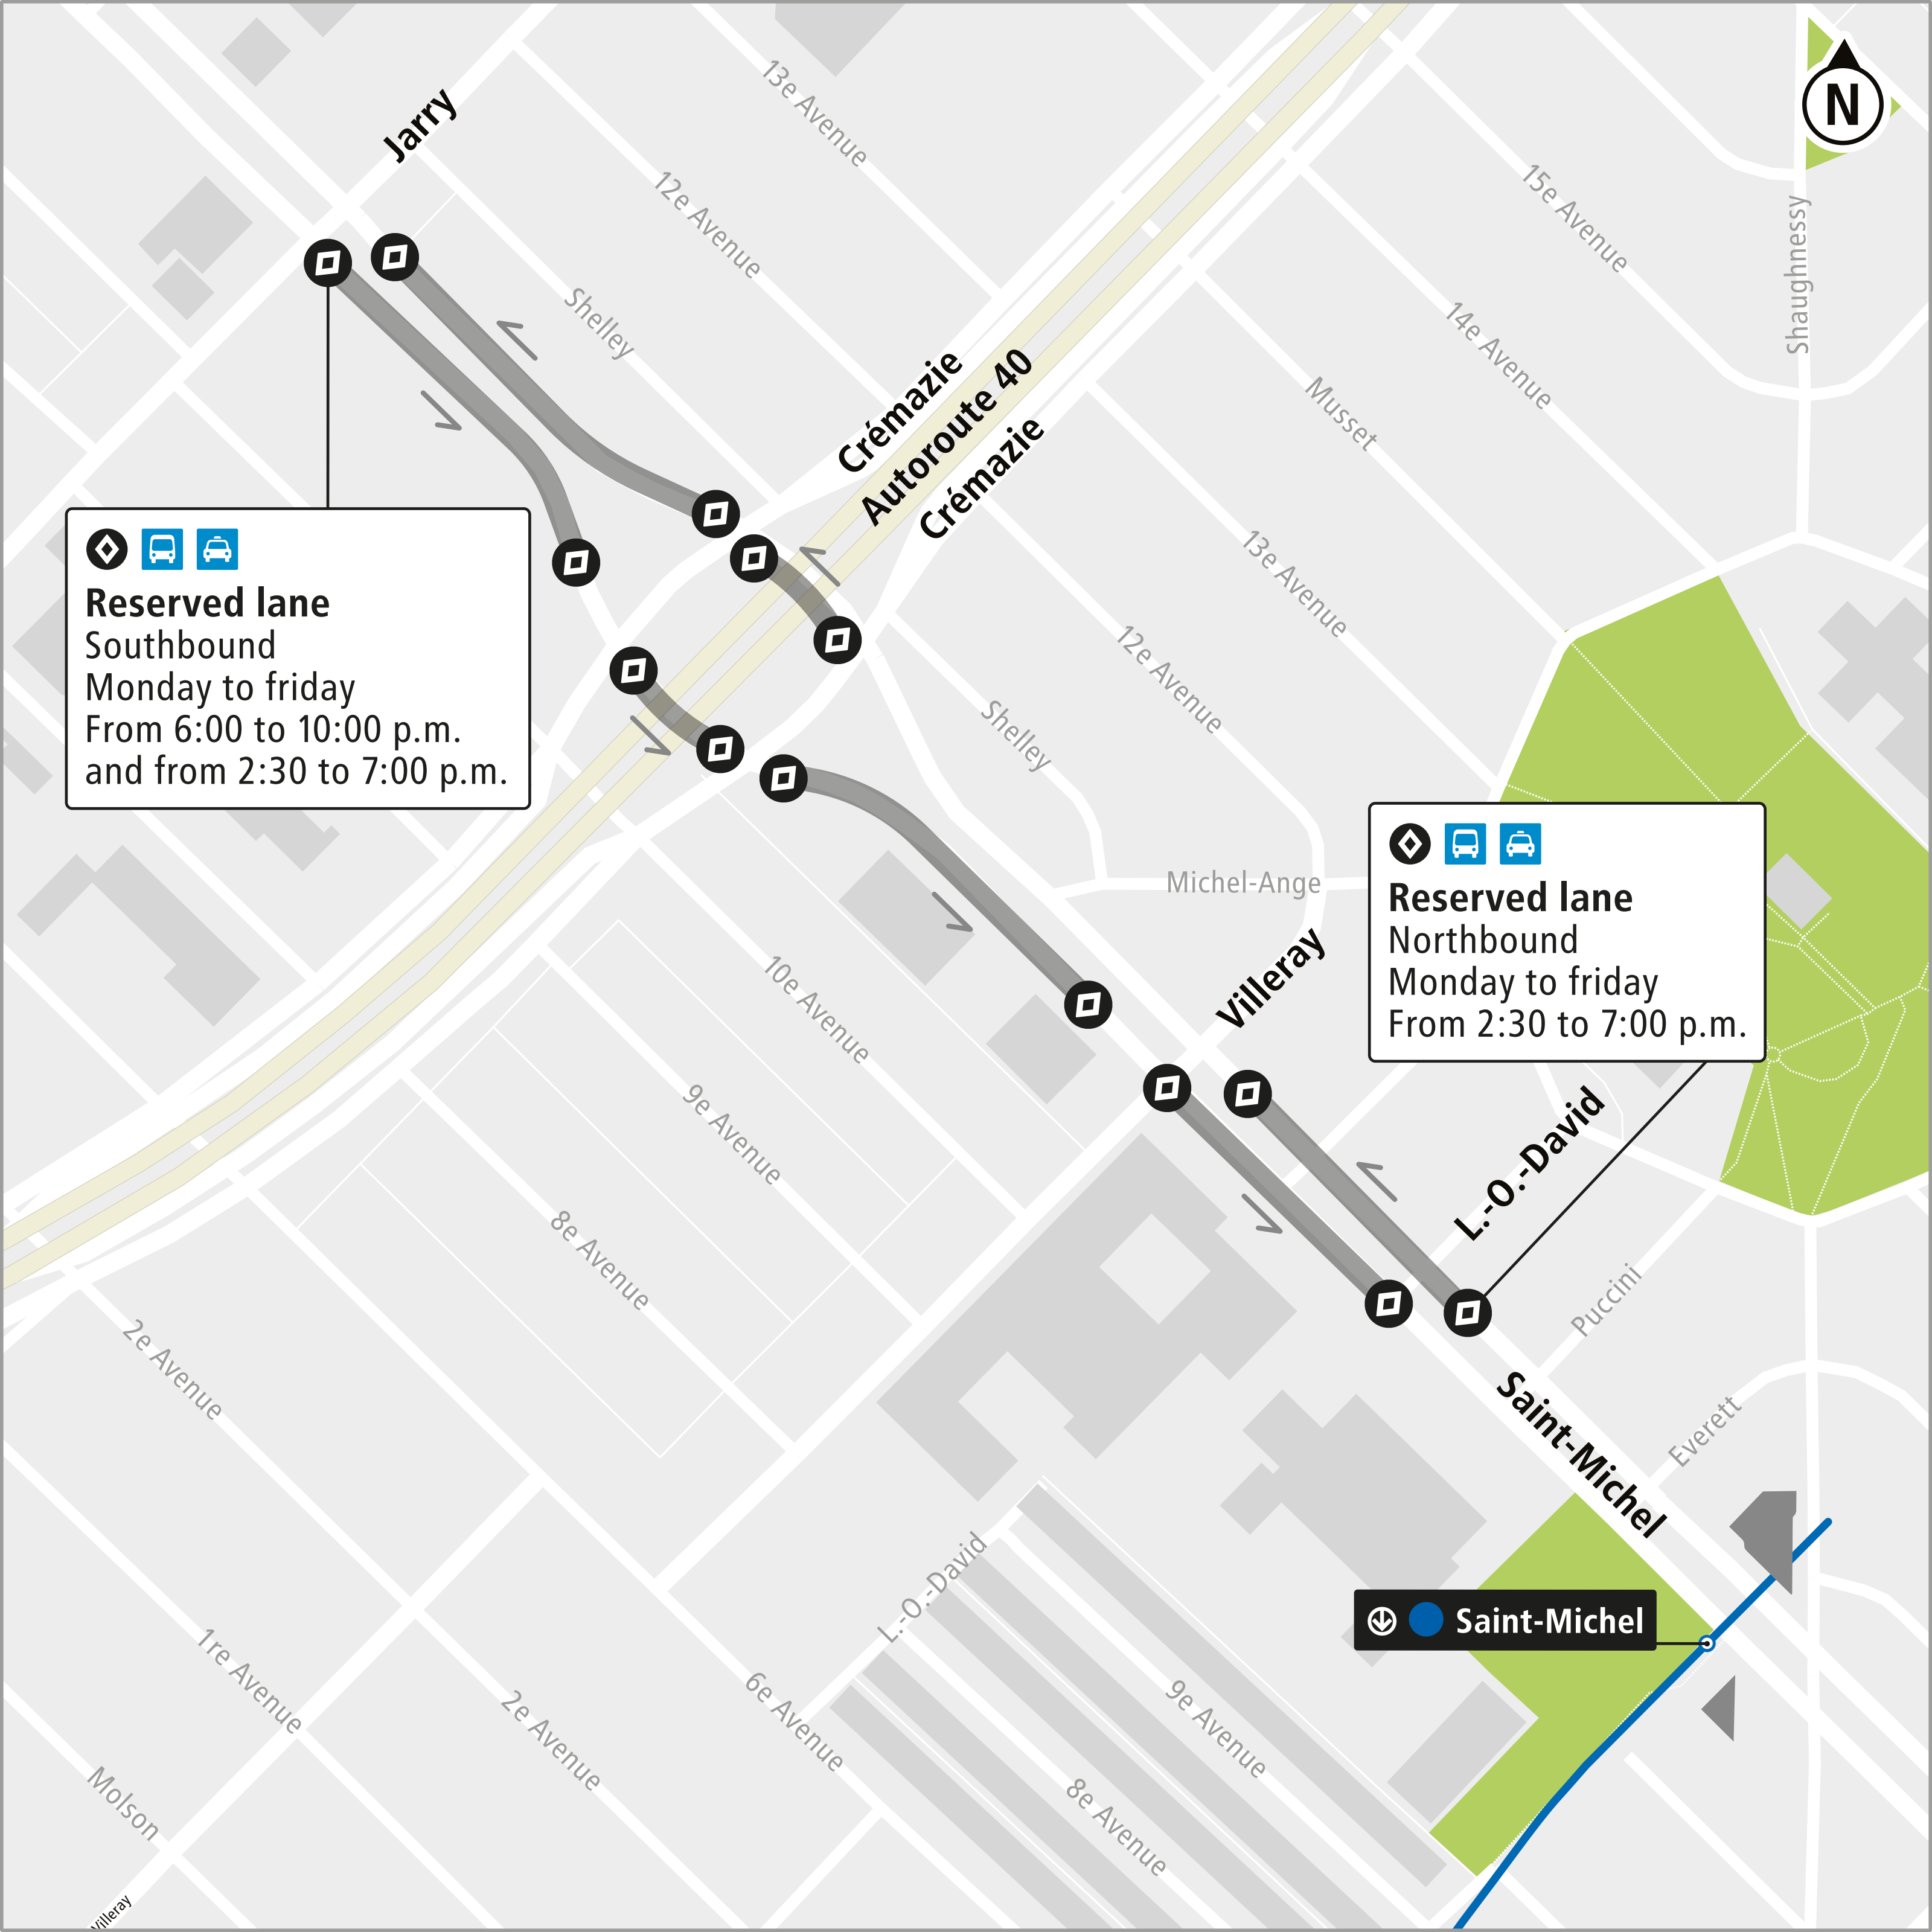 N
Jarry
13e Avenue
12e Avenue
15e Avenue
Shaughnessy
Shelley
14e Avenue
Crémazie
Autoroute 40
Crémazie
Musset
Reserved lane
Southbound
Monday to friday
From 6:00 to 10:00 p.m.
and from 2:30 to 7:00 p.m.
13e Avenue
12e Avenue
Shelley
Michel-Ange
Reserved lane
Northbound
Monday to friday
From 2:30 to 7:00 p.m.
Villeray
10e Avenue
9e Avenue
L.-O.-David
8e Avenue
Puccini
2e Avenue
Saint-Michel
Everett
L.-O.-David
Saint-Michel
1re Avenue
2e Avenue
6e Avenue
9e Avenue
8e Avenue
Molson
Villeray